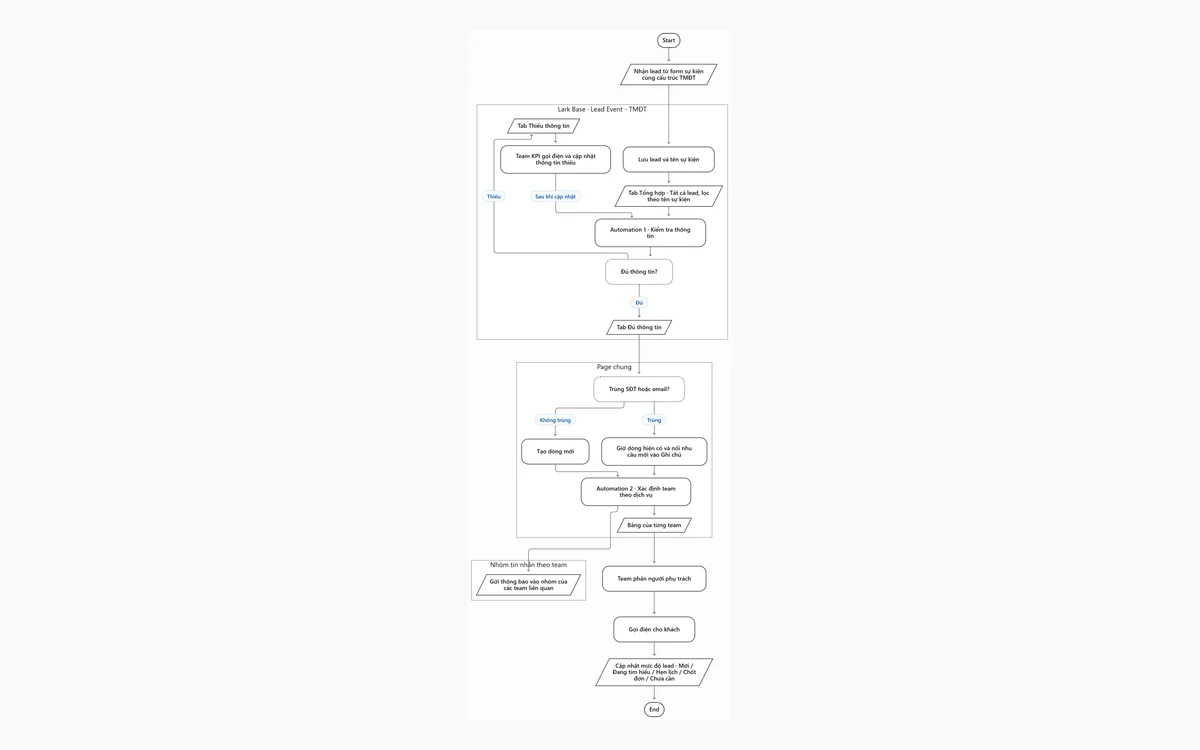 Start
Nhận lead từ form sự kiện
cùng cấu trúc TMĐT
Lark Base · Lead Event - TMĐT
Tab Thiếu thông tin
Team KPI gọi điện và cập nhật
thông tin thiếu
Lưu lead và tên sự kiện
Thiếu
Sau khi cập nhật
Tab Tổng hợp · Tất cả lead, lọc
theo tên sự kiện
Automation 1 · Kiểm tra thông
tin
Đủ thông tin?
Đủ
Tab Đủ thông tin
Page chung
Trùng SĐT hoặc email?
Không trùng
Trùng
Tạo dòng mới
Giữ dòng hiện có và nối nhu
cầu mới vào Ghi chú
Automation 2 · Xác định team
theo dịch vụ
Bảng của từng team
Nhóm tin nhắn theo team
Gửi thông báo vào nhóm của
các team liên quan
Team phân người phụ trách
Gọi điện cho khách
Cập nhật mức độ lead · Mới /
Đang tìm hiểu / Hẹn lịch / Chốt
đơn / Chưa cần
End